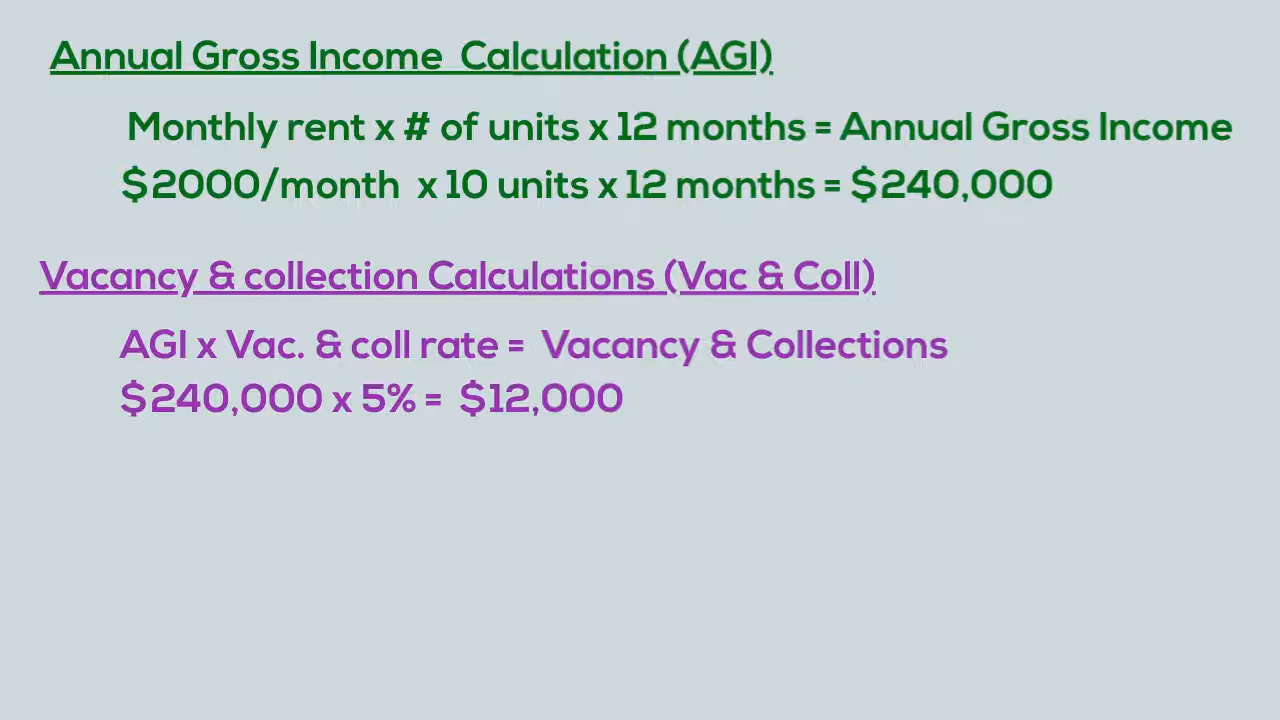 Annual Gross Income Calculation (AGI)
Monthly rent x # of units x 12 months = Annual Gross Income
$2000/month x 10 units x 12 months = $240,000
Vacancy & collection Calculations (Vac & Coll)
AGI x Vac. & coll rate = Vacancy & Collections
$240,000 x 5% = $12,000